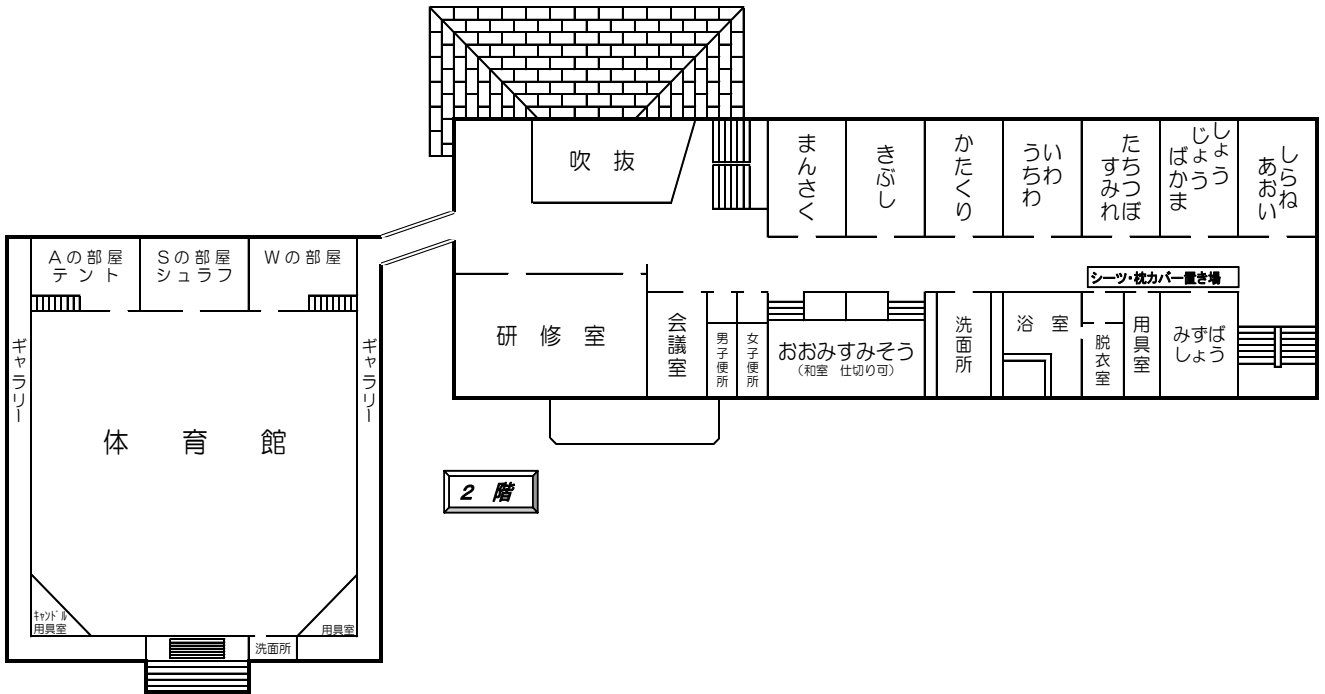 吹抜
まんさく
きぶし
かたくり
いわ
うちわ
たちつぼ
すみれ
しょう
じょう
ばかま
しらね
あおい
Aの部屋
テント
Sの部屋
シュラフ
Wの部屋
シーツ・枕カバー置き場
研修室
会議室
男子便所
女子便所
おおみすみそう
(和室 仕切り可)
洗面所
浴室
脱衣室
用具室
みずば
しょう
ギャラリー
ギャラリー
体育館
2 階
キャンドル
用具室
用具室
洗面所